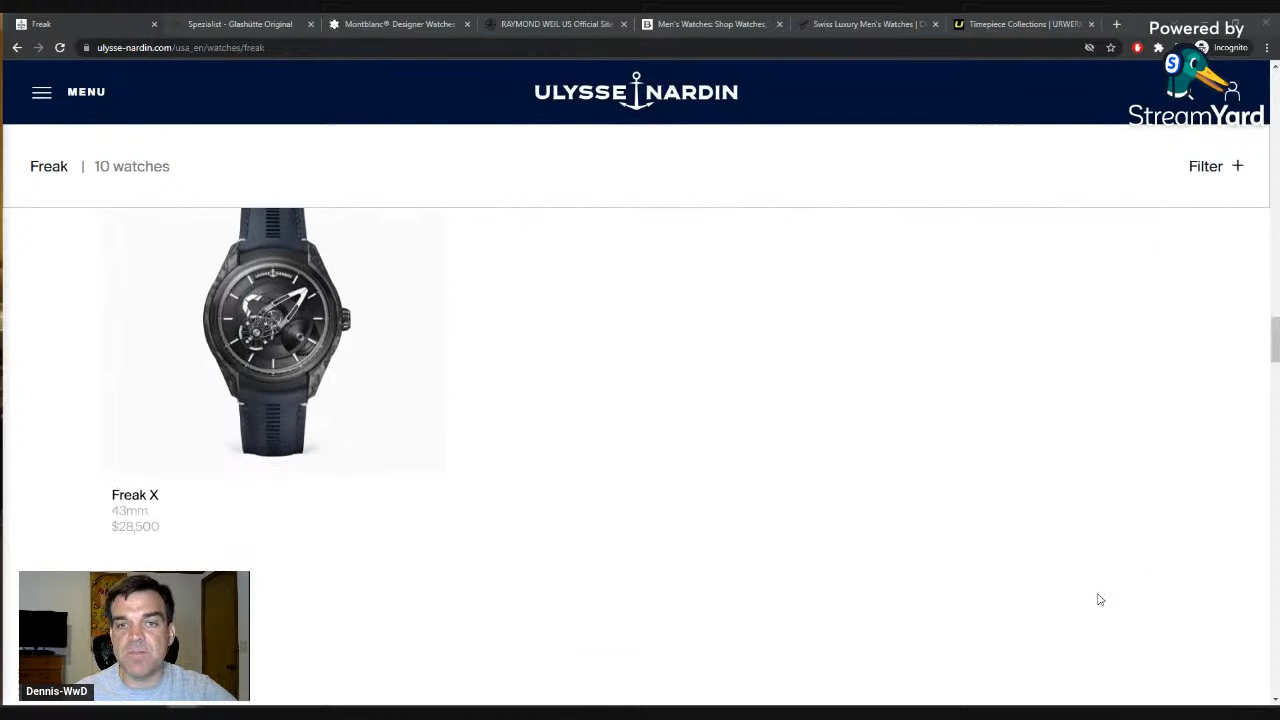 Freak
Spezialist - Glashütte Original
Montblanc® Designer Watches
RAYMOND WEIL US Official Site
Men's Watches: Shop Watches,
Swiss Luxury Men's Watches | C
Timepiece Collections | URWERK
Powered by
ulysse-nardin.com/usa_en/watches/freak
Incognito
MENU
ULYSSE NARDIN
StreamYard
Freak | 10 watches
Filter +
ULYSSE NARDIN
Freak X
43mm
$28,500
Dennis-WwD